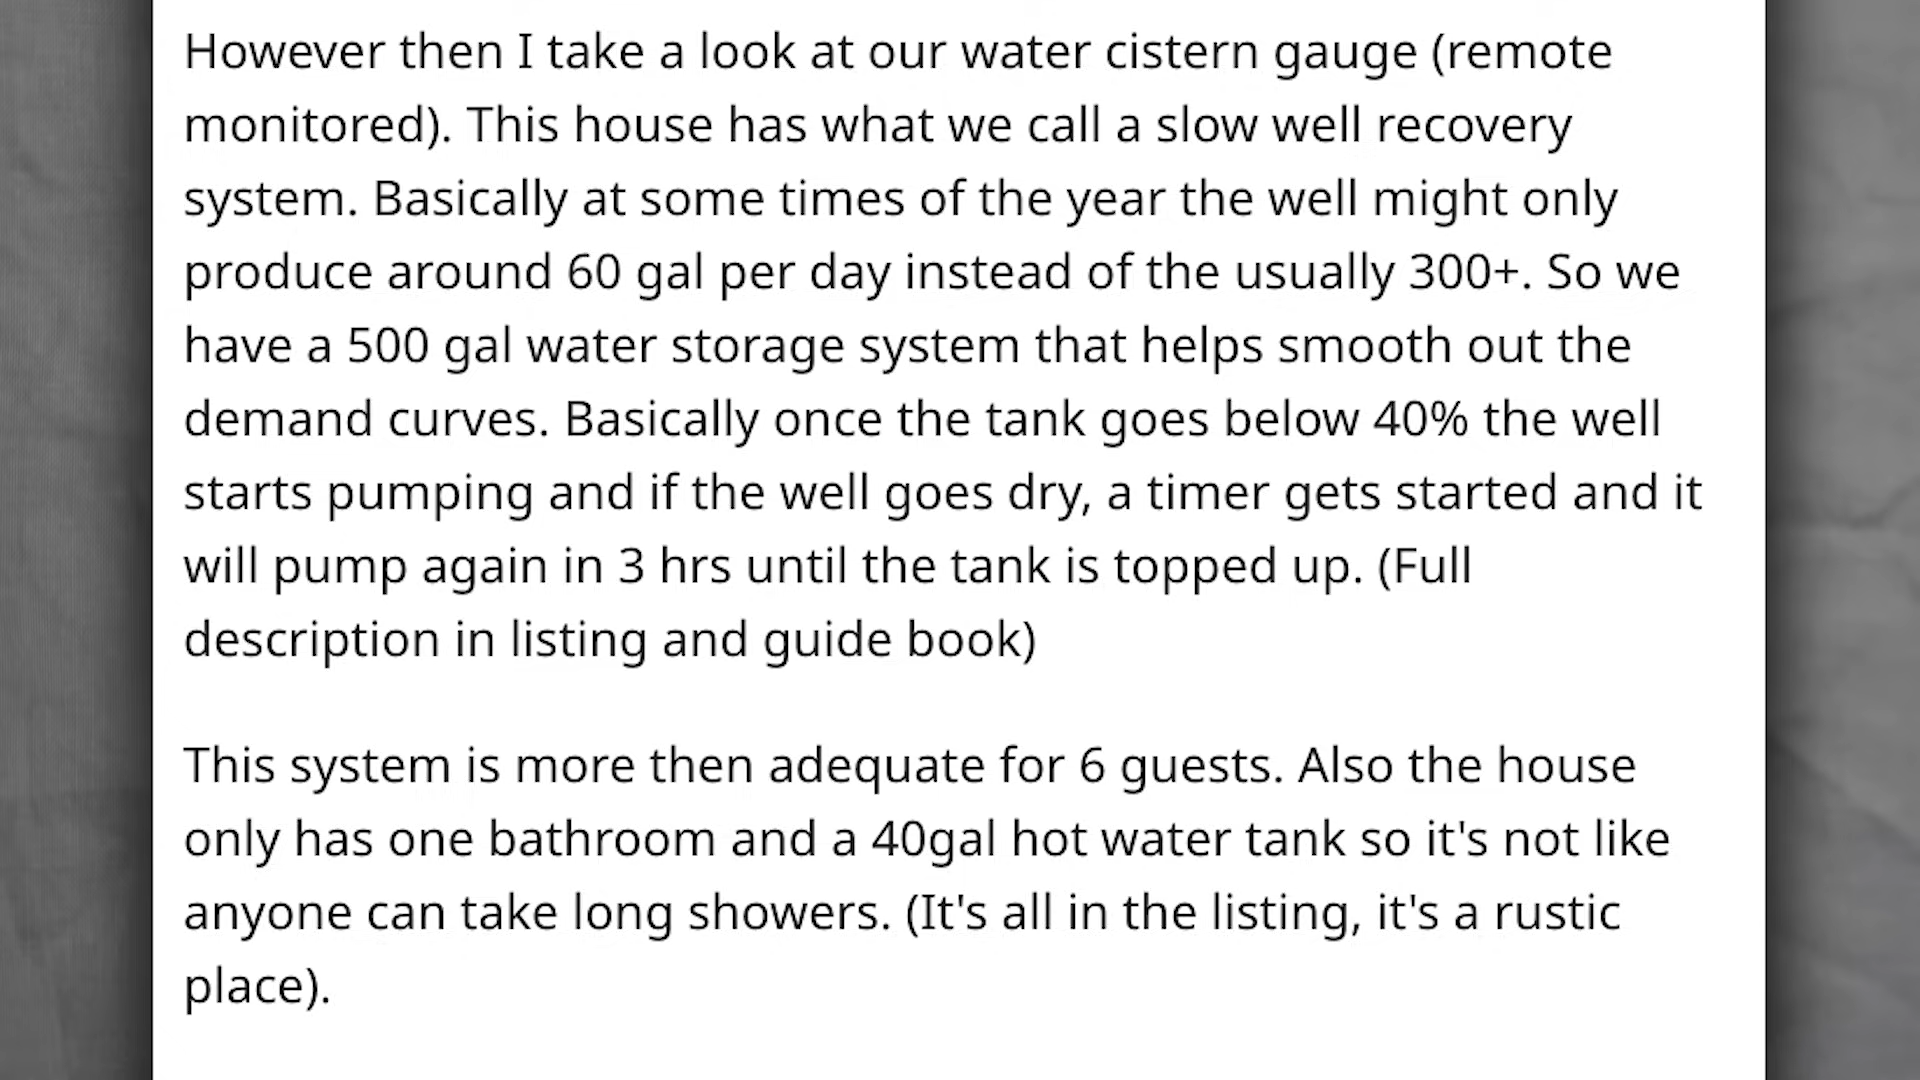 However then I take a look at our water cistern gauge (remote
monitored). This house has what we call a slow well recovery
system. Basically at some times of the year the well might only
produce around 60 gal per day instead of the usually 300+. So we
have a 500 gal water storage system that helps smooth out the
demand curves. Basically once the tank goes below 40% the well
starts pumping and if the well goes dry, a timer gets started and it
will pump again in 3 hrs until the tank is topped up. (Full
description in listing and guide book)
This system is more then adequate for 6 guests. Also the house
only has one bathroom and a 40gal hot water tank so it's not like
anyone can take long showers. (It's all in the listing, it's a rustic
place).